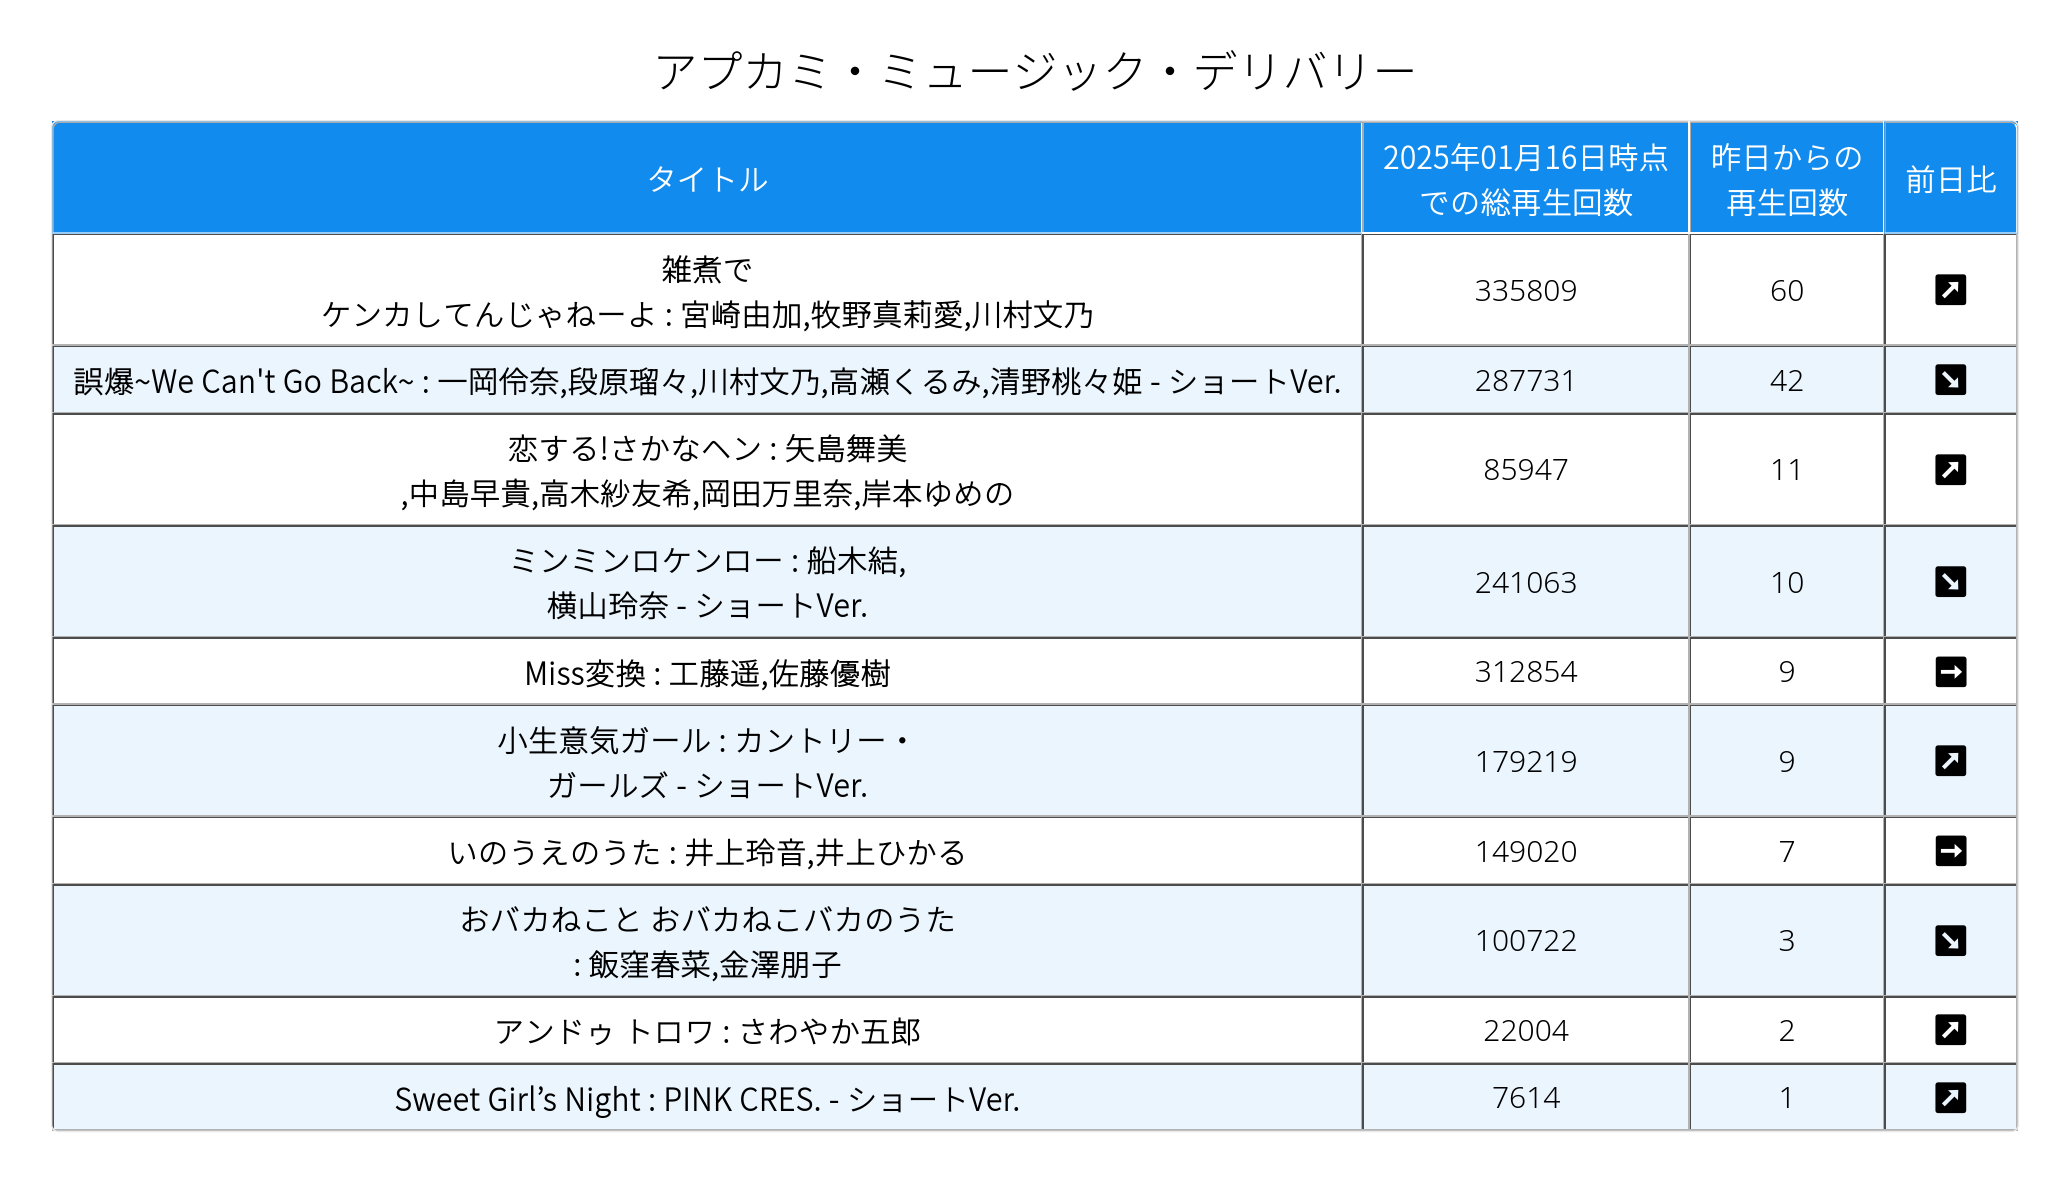 アプカミ・ミュージック・デリバリー
タイトル
2025年01月16日時点
での総再生回数
昨日からの
再生回数
前日比
雑煮で
ケンカしてんじゃねーよ : 宮崎由加,牧野真莉愛,川村文乃
335809
60
誤爆~We Can't Go Back~ : 一岡伶奈,段原瑠々,川村文乃,高瀬くるみ,清野桃々姫 - ショートVer.
287731
42
恋する!さかなヘン : 矢島舞美
,中島早貴,高木紗友希,岡田万里奈,岸本ゆめの
85947
11
ミンミンロケンロー : 船木結,
横山玲奈 - ショートVer.
241063
10
Miss変換 : 工藤遥,佐藤優樹
312854
9
小生意気ガール : カントリー・
ガールズ - ショートVer.
179219
9
いのうえのうた : 井上玲音,井上ひかる
149020
7
おバカねこと おバカねこバカのうた
: 飯窪春菜,金澤朋子
100722
3
アンドゥ トロワ : さわやか五郎
22004
2
Sweet Girl’s Night : PINK CRES. - ショートVer.
7614
1